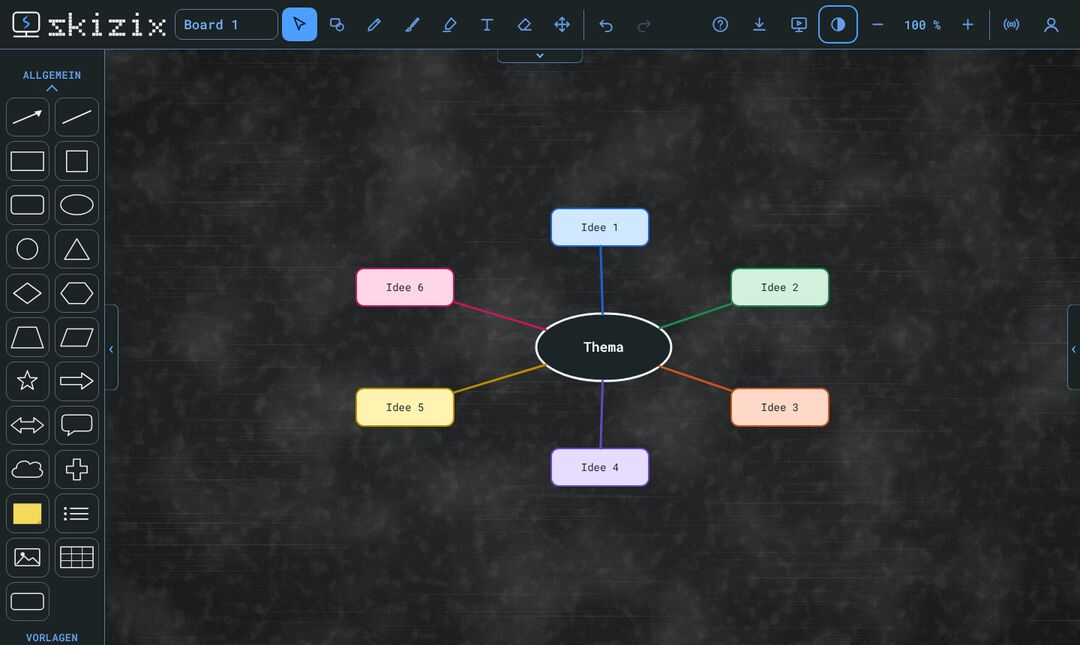 skizix
Board 1
100 %
ALLGEMEIN
Idee 1
Idee 6
Idee 2
Thema
Idee 5
Idee 3
Idee 4
VORLAGEN